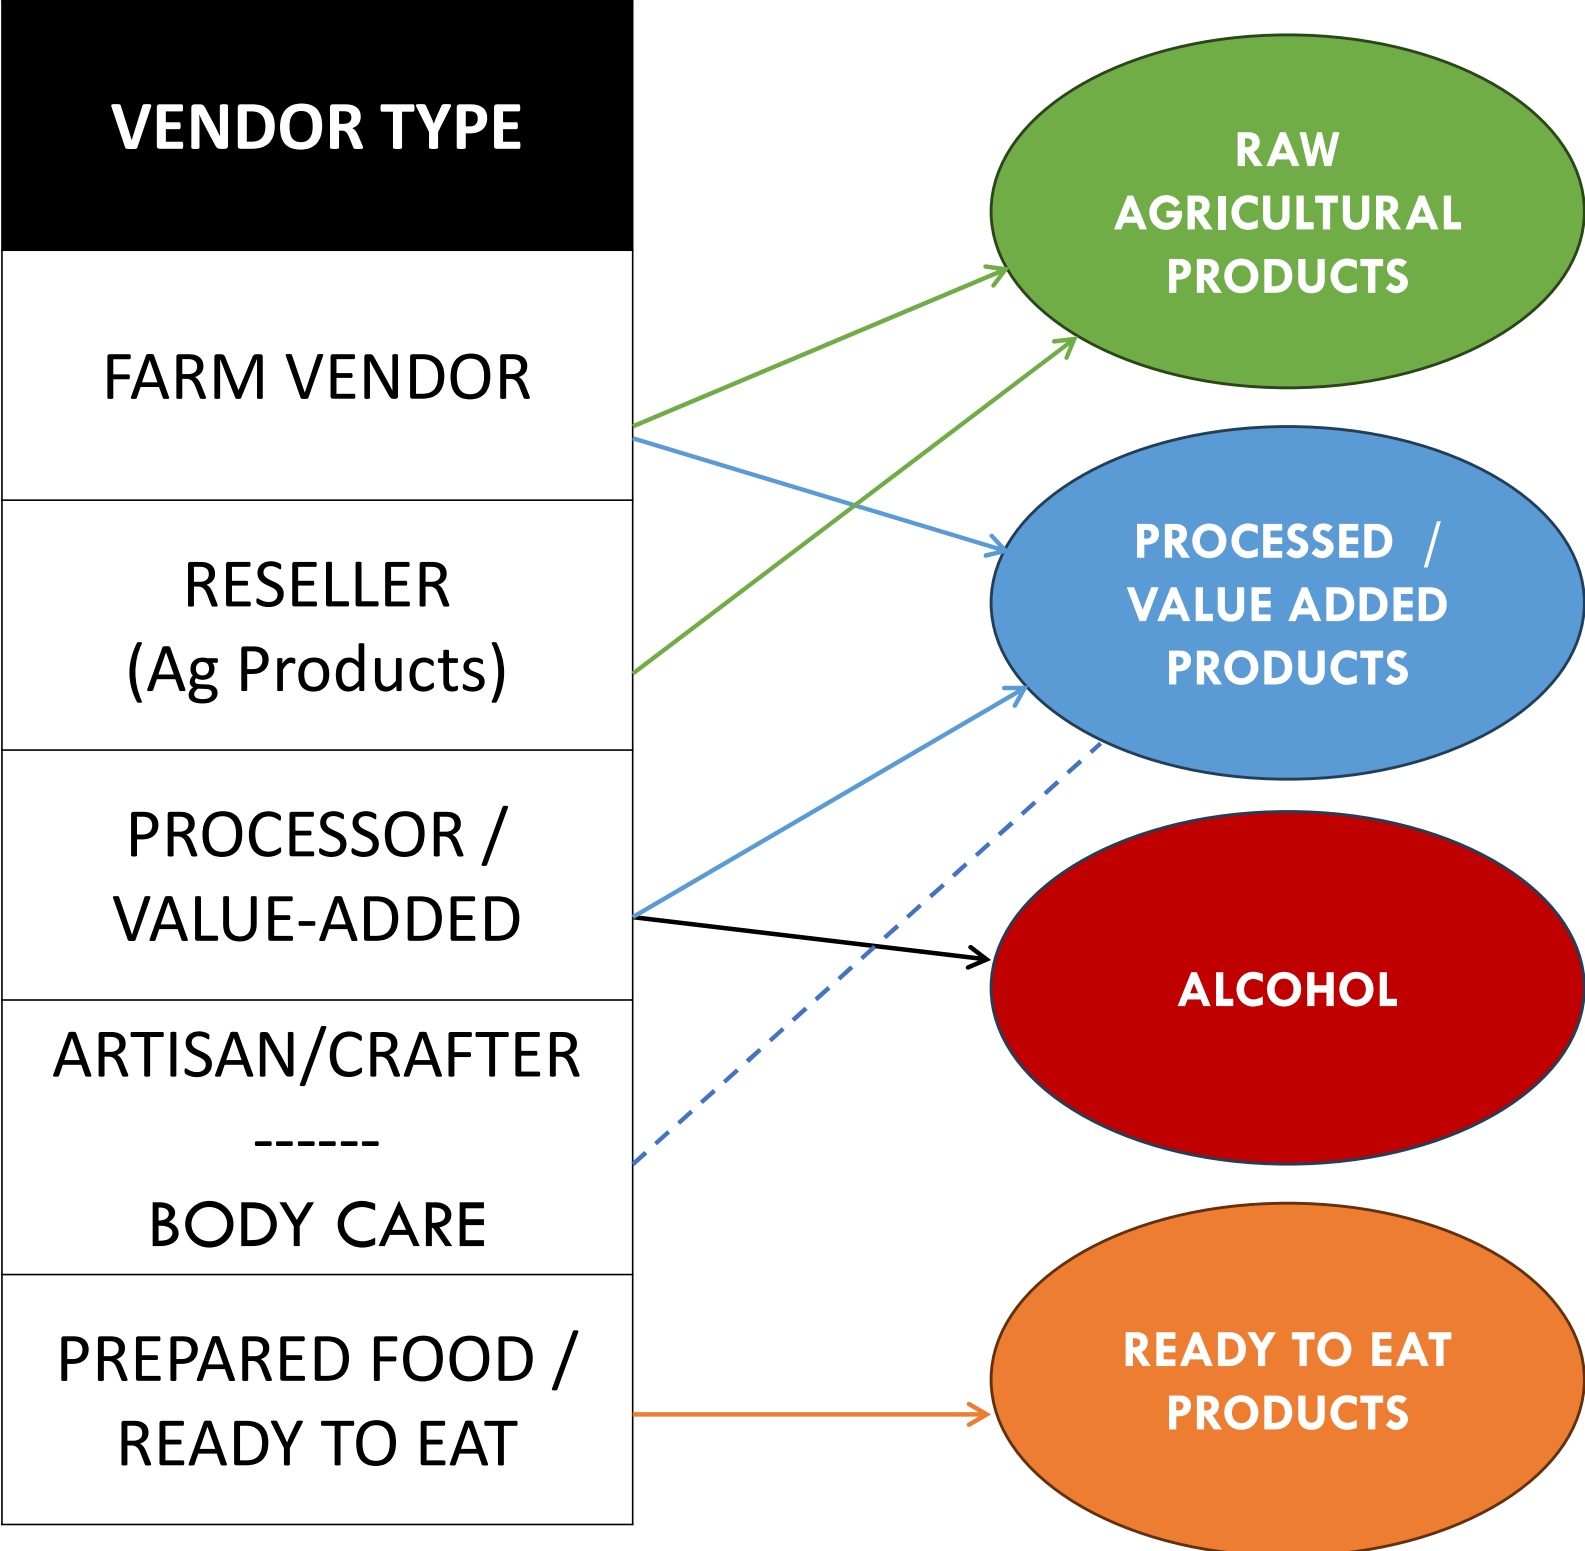 VENDOR TYPE
FARM VENDOR
RESELLER
(Ag Products)
PROCESSOR /
VALUE-ADDED
ARTISAN/CRAFTER
------
BODY CARE
PREPARED FOOD /
READY TO EAT
RAW
AGRICULTURAL
PRODUCTS
PROCESSED /
VALUE ADDED
PRODUCTS
ALCOHOL
READY TO EAT
PRODUCTS